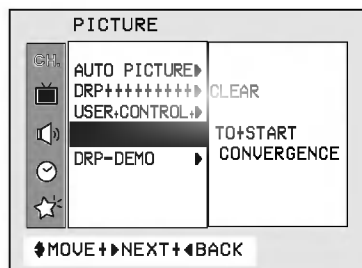 PICTURE
CH.
AUTO PICTURE▶
DRP+++++++++▶ CLEAR
USER+CONTROL+▶
TO+START
CONVERGENCE
DRP-DEMO ▶
♦MOVE+▶NEXT+◀BACK